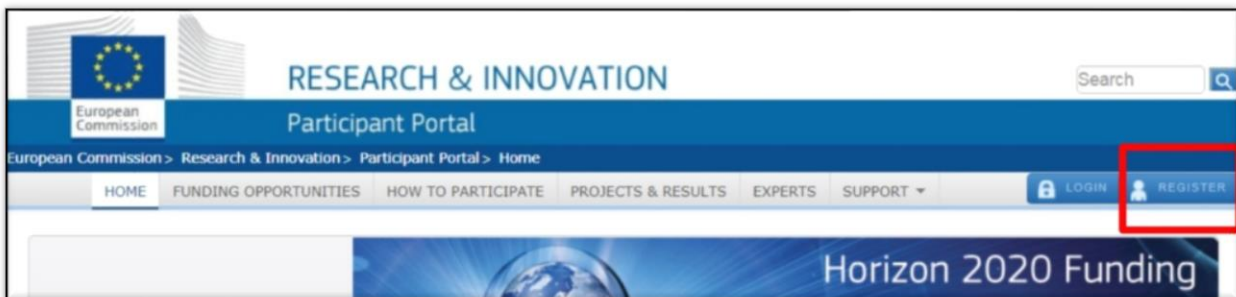 RESEARCH & INNOVATION
Search
European
Commission
Participant Portal
European Commission > Research & Innovation > Participant Portal > Home
HOME FUNDING OPPORTUNITIES HOW TO PARTICIPATE PROJECTS & RESULTS EXPERTS SUPPORT LOGIN REGISTER
Horizon 2020 Funding